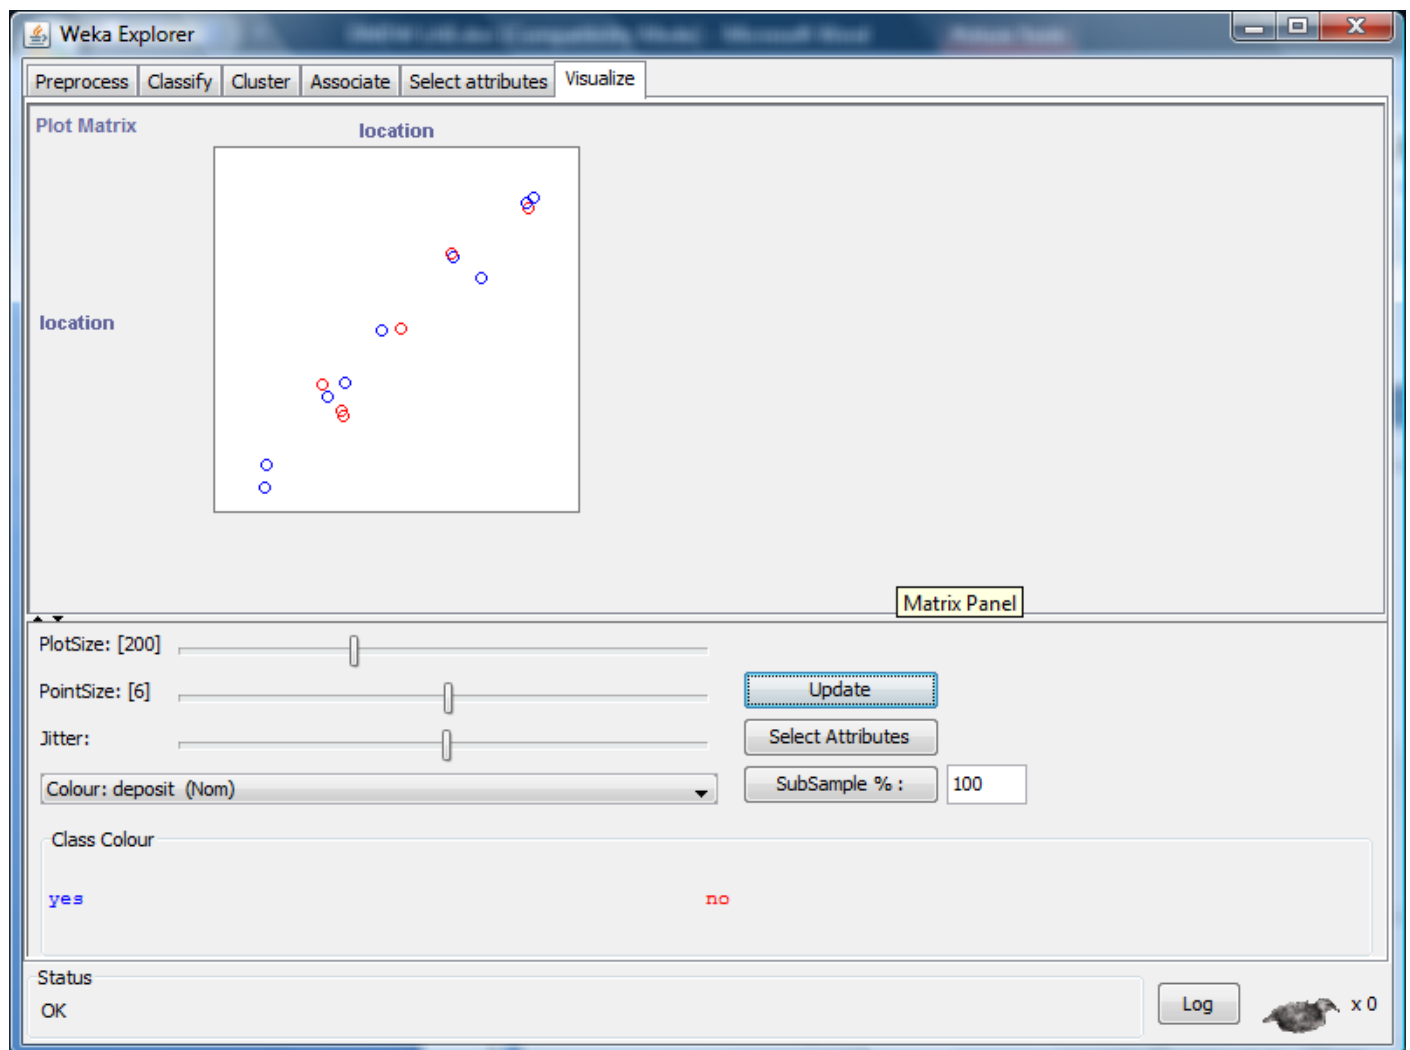 Weka Explorer
Preprocess Classify Cluster Associate Select attributes Visualize
Plot Matrix
location
location
Matrix Panel
PlotSize: [200]
PointSize: [6]
Update
Jitter:
Select Attributes
Colour: deposit (Nom)
SubSample % : 100
Class Colour
yes no
Status
OK
Log x 0